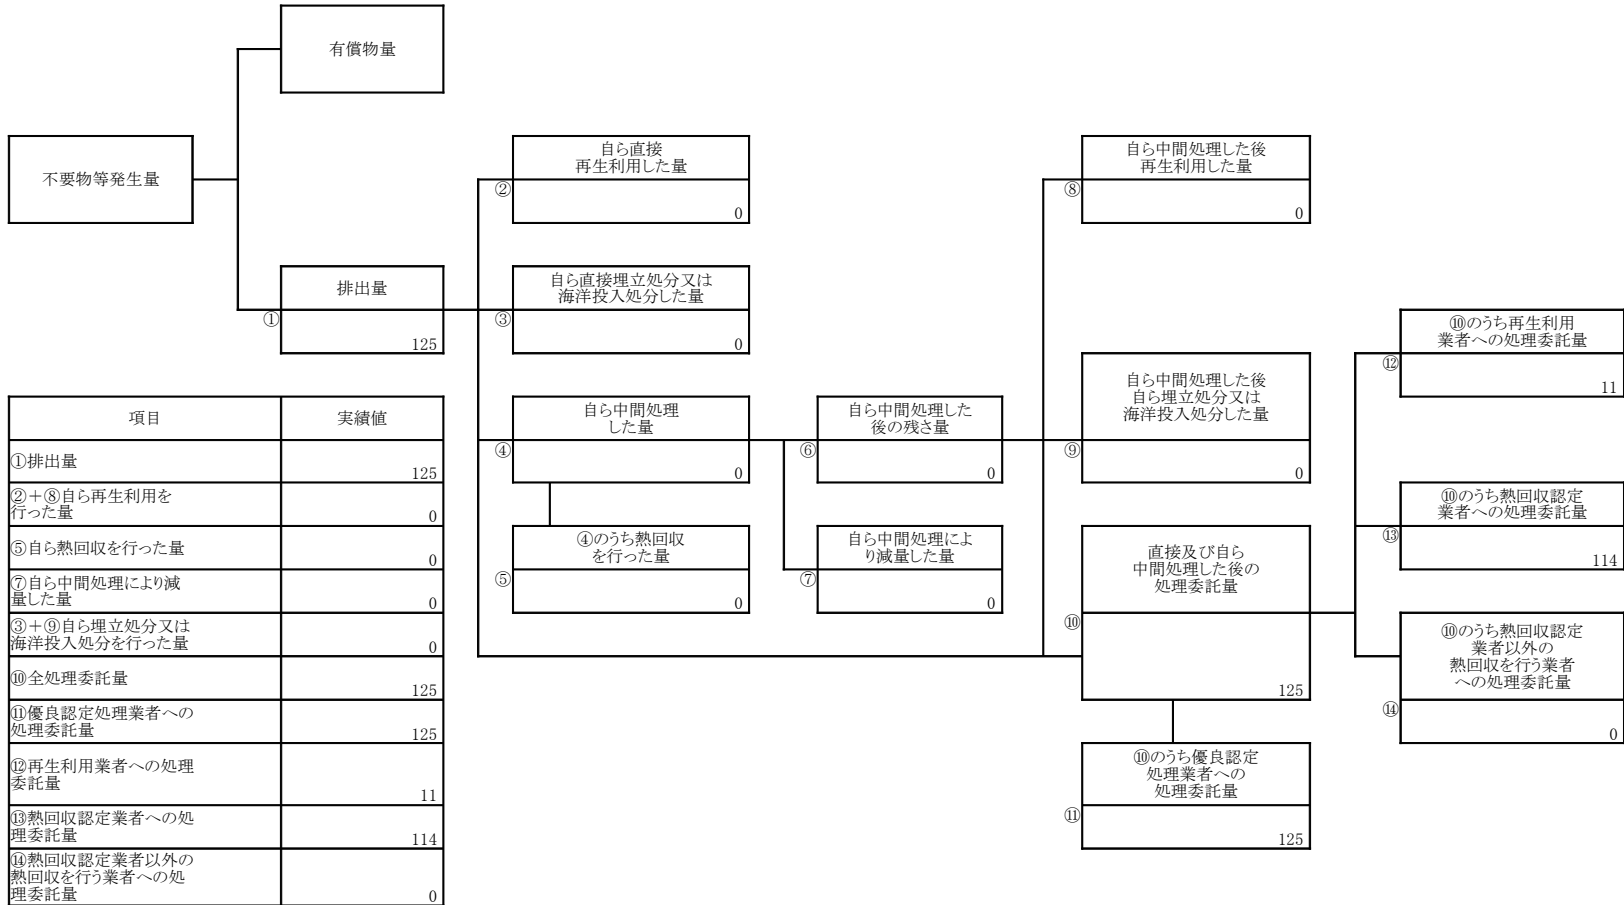 有償物量
不要物等発生量
排出量
①
125
自ら直接
再生利用した量
②
0
自ら直接埋立処分又は
海洋投入処分した量
③
0
自ら中間処理
した量
④
0
④のうち熱回収
を行った量
⑤
0
自ら中間処理した
後の残さ量
⑥
0
自ら中間処理によ
り減量した量
⑦
0
自ら中間処理した後
再生利用した量
⑧
0
自ら中間処理した後
自ら埋立処分又は
海洋投入処分した量
⑨
0
直接及び自ら
中間処理した後の
処理委託量
⑩
125
⑩のうち優良認定
処理業者への
処理委託量
⑪
125
⑩のうち再生利用
業者への処理委託量
⑫
11
⑩のうち熱回収認定
業者への処理委託量
⑬
114
⑩のうち熱回収認定
業者以外の
熱回収を行う業者
への処理委託量
⑭
0
項目 実績値
①排出量
125
②+⑧自ら再生利用を
行った量
0
⑤自ら熱回収を行った量
0
⑦自ら中間処理により減
量した量
0
③+⑨自ら埋立処分又は
海洋投入処分を行った量
0
⑩全処理委託量
125
⑪優良認定処理業者への
処理委託量
125
⑫再生利用業者への処理
委託量
11
⑬熱回収認定業者への処
理委託量
114
⑭熱回収認定業者以外の
熱回収を行う業者への処
理委託量
0